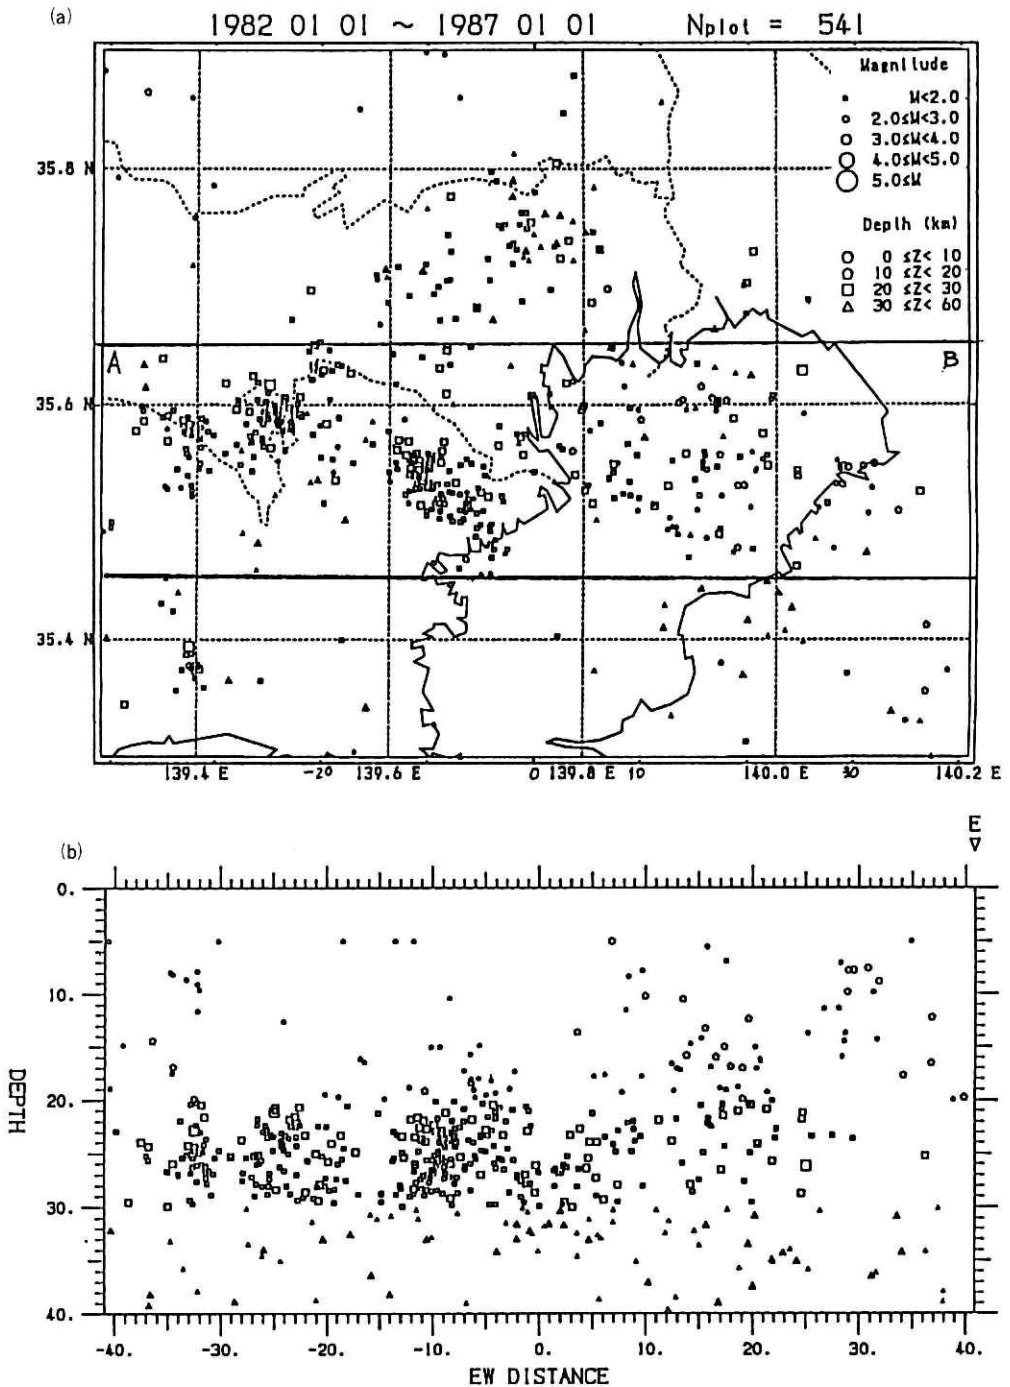 (a)
1982 01 01 ~ 1987 01 01 Nplot = 541
Magnitude
M<2.0
2.0≤M<3.0
3.0≤M<4.0
4.0≤M<5.0
5.0≤M
Depth (km)
0 ≤Z< 10
10 ≤Z< 20
20 ≤Z< 30
30 ≤Z< 60
35.8 N
A B
35.6 N
35.4 N
139.4 E -20 139.6 E 0 139.8 E 10 140.0 E 30 140.2 E
(b)
E
0.
10.
20.
30.
40.
DEPTH
-40. -30. -20. -10. 0. 10. 20. 30. 40.
EW DISTANCE